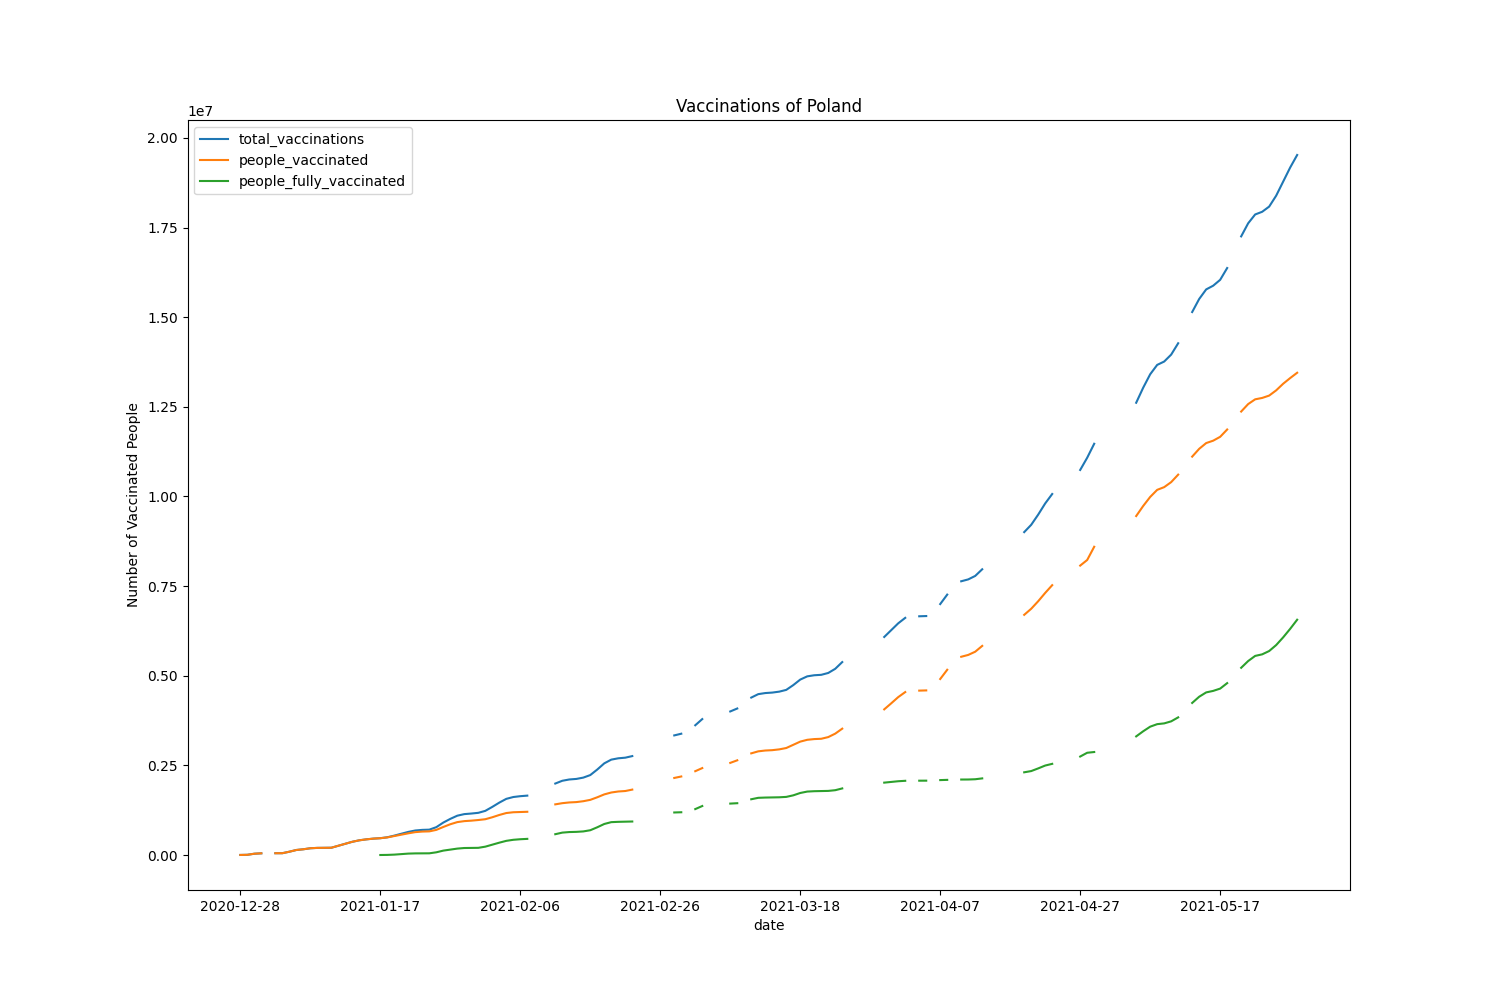 Vaccinations of Poland
1e7
total_vaccinations
people_vaccinated
people_fully_vaccinated
2.00
1.75
1.50
1.25
1.00
0.75
0.50
0.25
0.00
Number of Vaccinated People
2020-12-28 2021-01-17 2021-02-06 2021-02-26 2021-03-18 2021-04-07 2021-04-27 2021-05-17
date